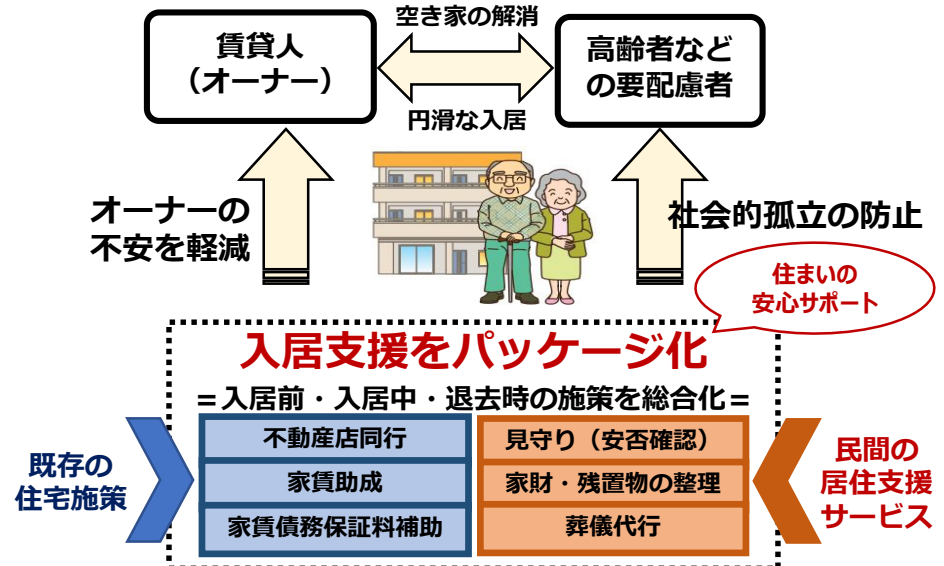 空き家の解消
賃貸人
（オーナー）
高齢者など
の要配慮者
円滑な入居
オーナーの
不安を軽減
社会的孤立の防止
住まいの
安心サポート
入居支援をパッケージ化
＝入居前・入居中・退去時の施策を総合化＝
既存の
住宅施策
不動産店同行
家賃助成
家賃債務保証料補助
見守り（安否確認）
家財・残置物の整理
葬儀代行
民間の
居住支援
サービス